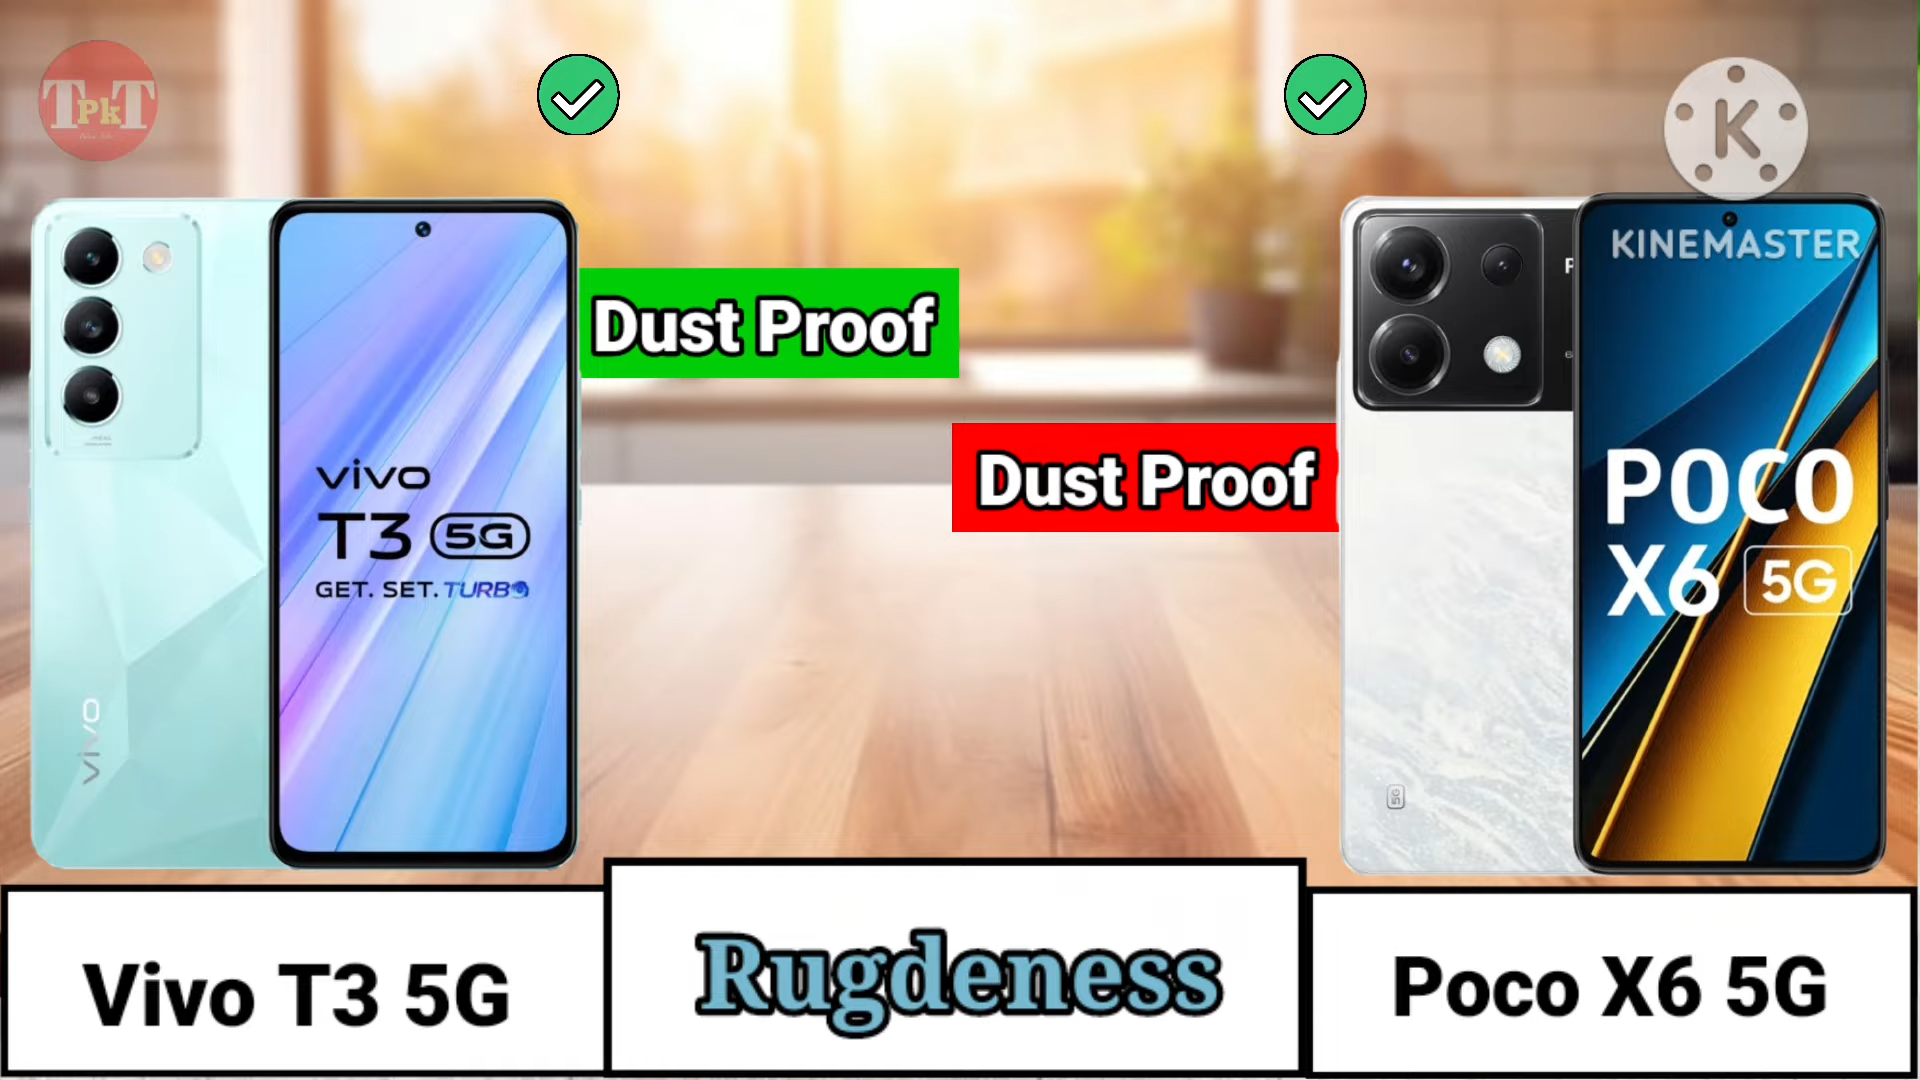 TPkT
K
KINEMASTER
Dust Proof
Dust Proof
vivo
T3 5G
GET. SET. TURBO
POCO
X6 5G
vivo
5G
Vivo T3 5G
Rugdeness
Poco X6 5G